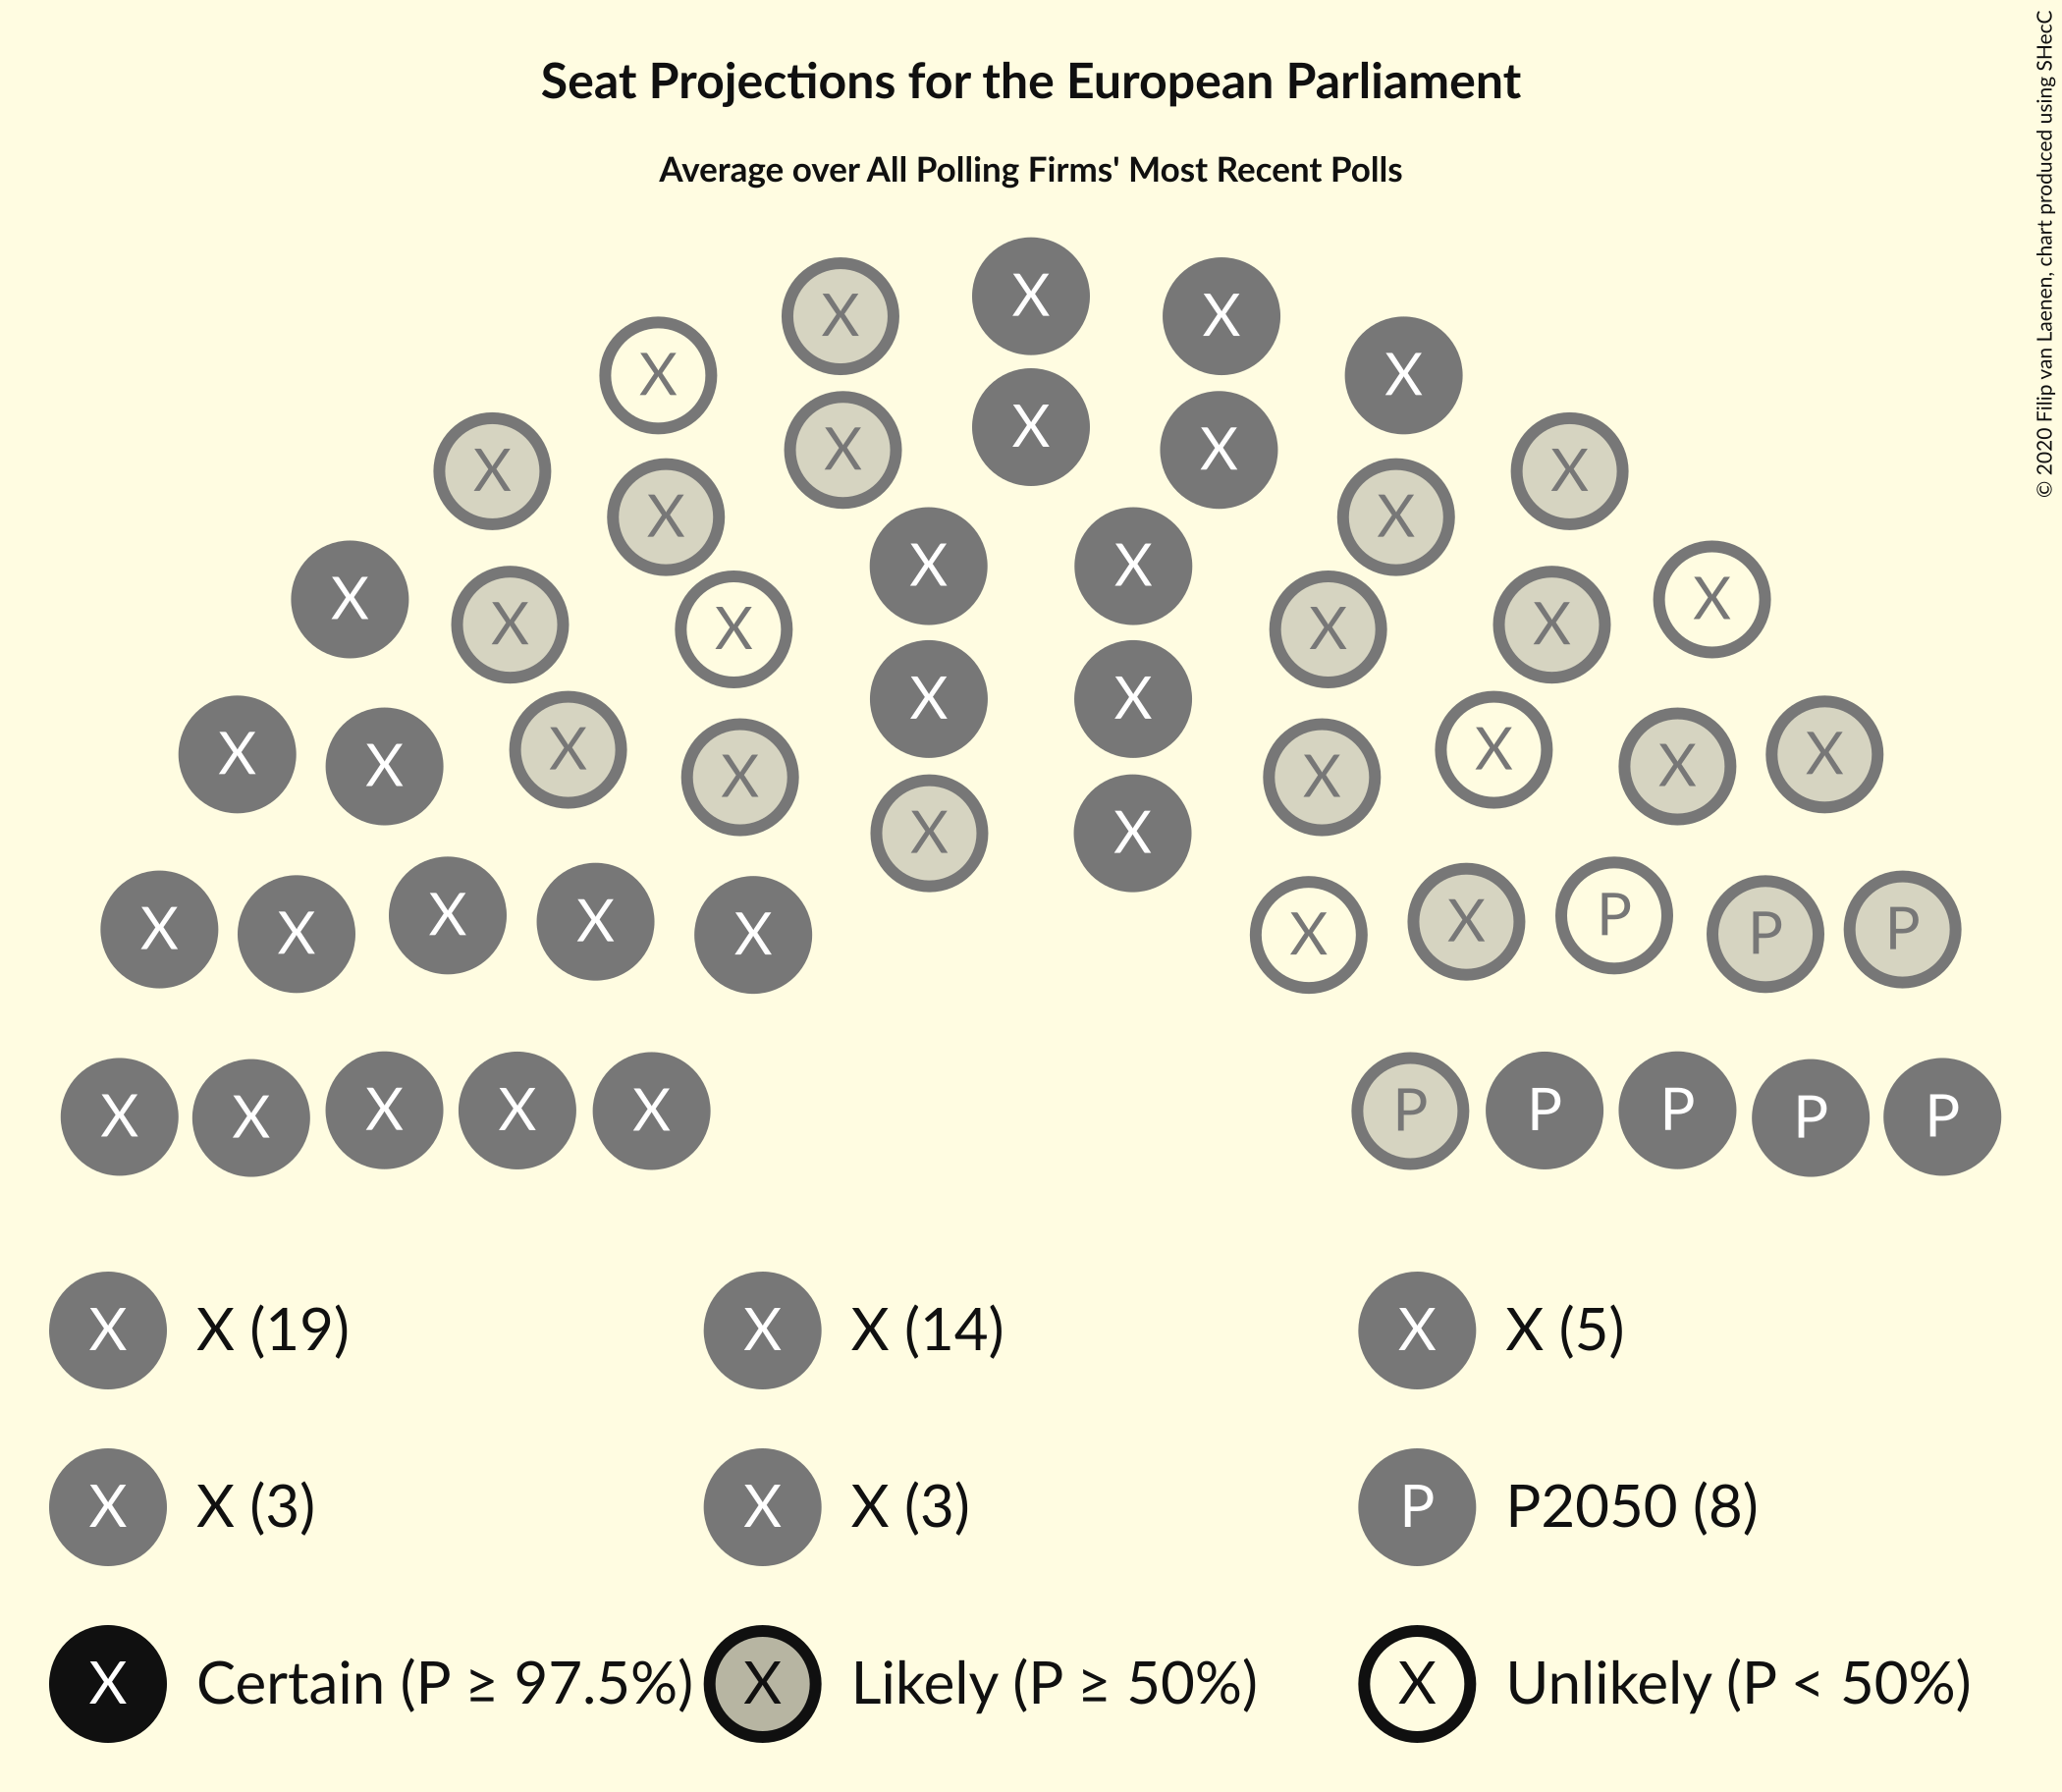 Seat Projections for the European Parliament
Average over All Polling Firms' Most Recent Polls
© 2020 Filip van Laenen, chart produced using SHecC
X
X X
X X
X
X X
X X
X X
X X
X X
X X X X
X X
X X
X X X X
X X X X
X X
X X X X P P
X X X X
X P P P P P
X X X X X
X X (19) X X (14) X X (5)
X X (3) X X (3) P P2050 (8)
X Certain (P ≥ 97.5%) X Likely (P ≥ 50%) X Unlikely (P < 50%)